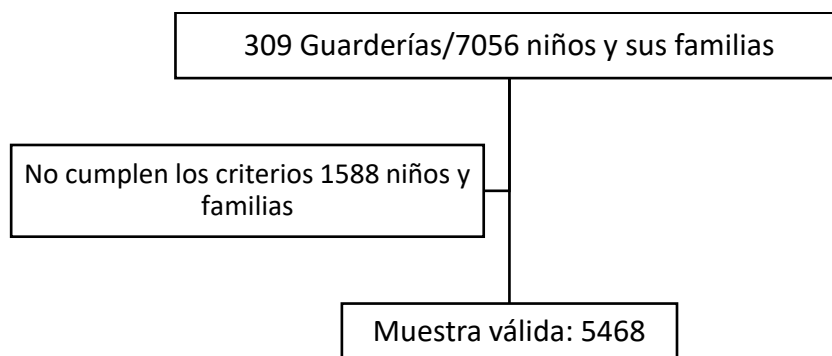 309 Guarderías/7056 niños y sus familias
No cumplen los criterios 1588 niños y
familias
Muestra válida: 5468